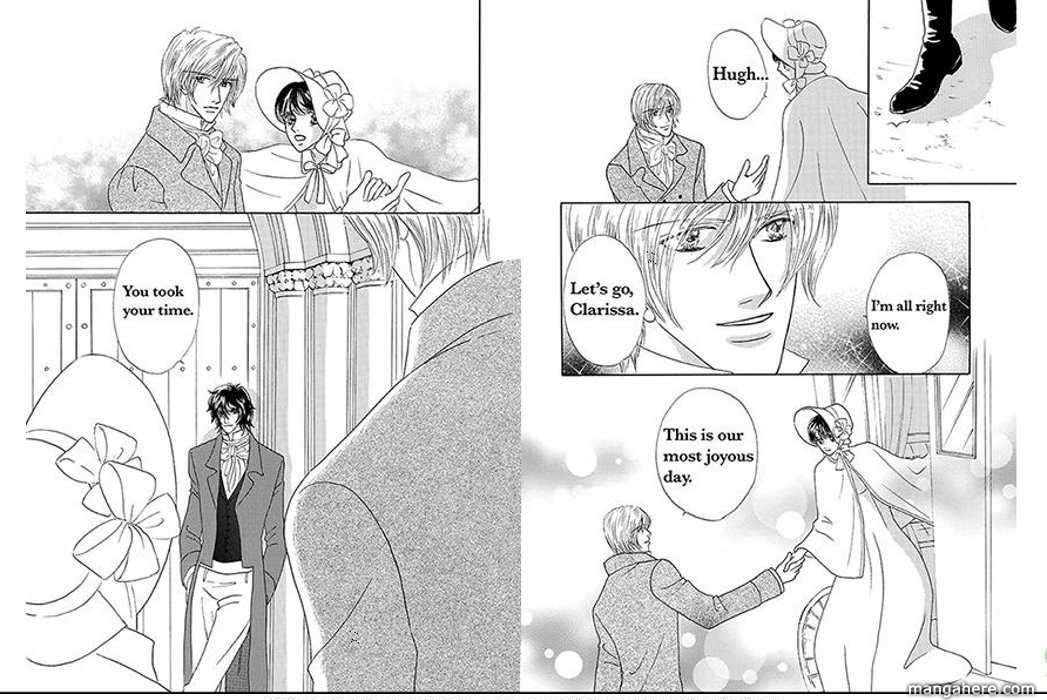 Hugh...
I'm all right
now.
Let's go,
Clarissa.
This is our
most joyous
day.
You took
your time.
mangahere.com